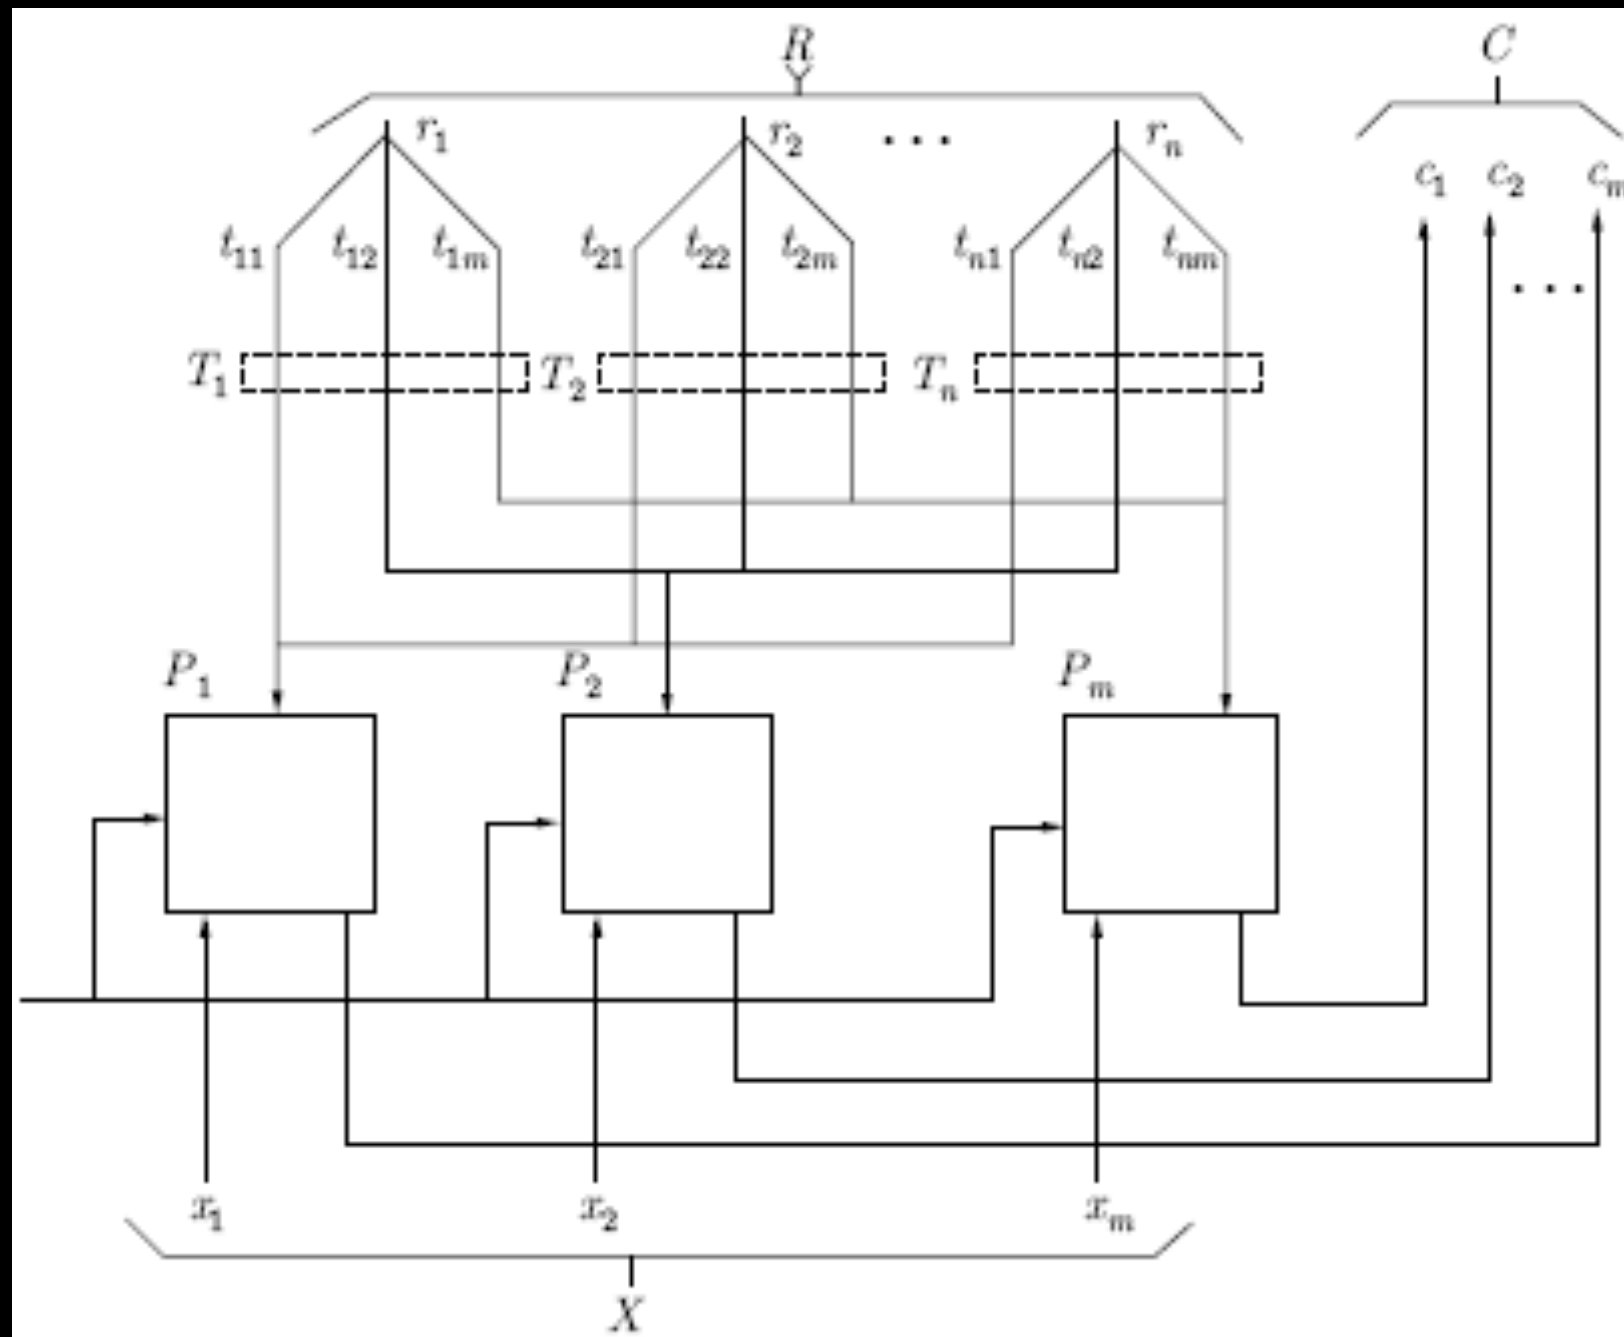 R C
r₁ r₂ ... rₙ
c₁ c₂ cₘ
t₁₁ t₁₂ t₁ₘ t₂₁ t₂₂ t₂ₘ tₙ₁ tₙ₂ tₙₘ
...
T₁ T₂ Tₙ
P₁ P₂ Pₘ
x₁ x₂ xₘ
X